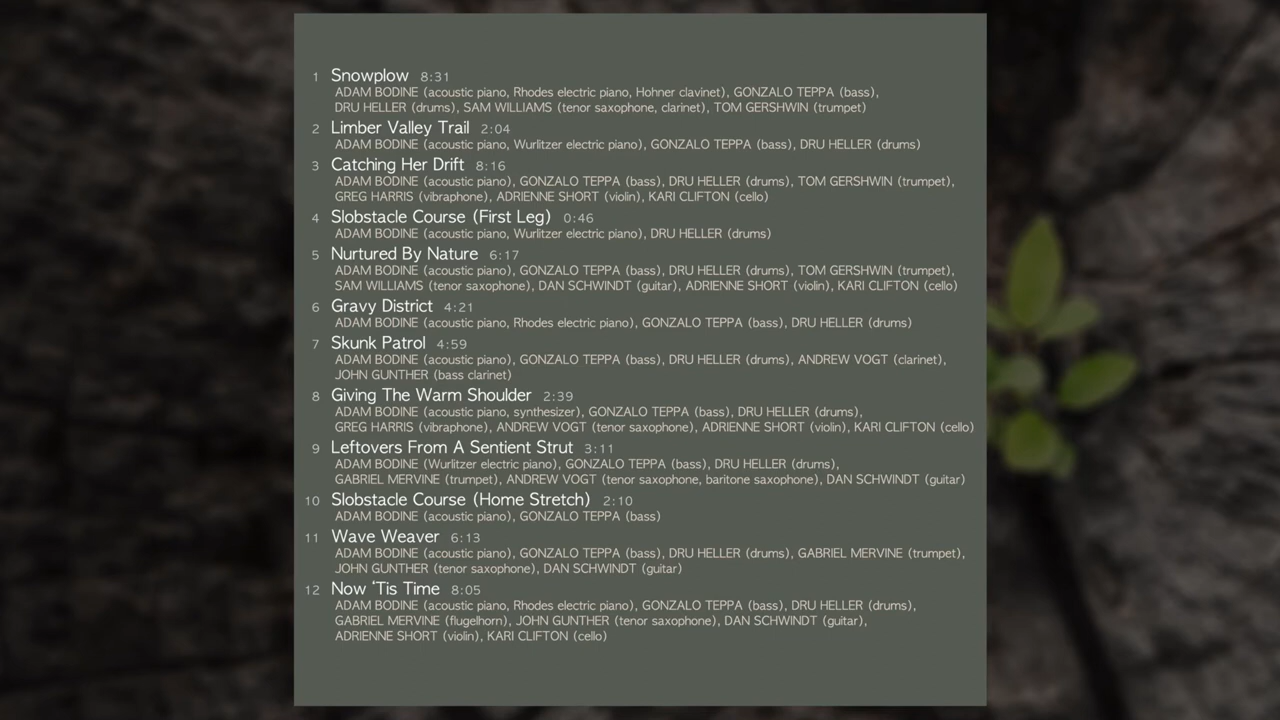 1 Snowplow 8:31
ADAM BODINE (acoustic piano, Rhodes electric piano, Hohner clavinet), GONZALO TEPPA (bass),
DRU HELLER (drums), SAM WILLIAMS (tenor saxophone, clarinet), TOM GERSHWIN (trumpet)
2 Limber Valley Trail 2:04
ADAM BODINE (acoustic piano, Wurlitzer electric piano), GONZALO TEPPA (bass), DRU HELLER (drums)
3 Catching Her Drift 8:16
ADAM BODINE (acoustic piano), GONZALO TEPPA (bass), DRU HELLER (drums), TOM GERSHWIN (trumpet),
GREG HARRIS (vibraphone), ADRIENNE SHORT (violin), KARI CLIFTON (cello)
4 Slobstacle Course (First Leg) 0:46
ADAM BODINE (acoustic piano, Wurlitzer electric piano), DRU HELLER (drums)
5 Nurtured By Nature 6:17
ADAM BODINE (acoustic piano), GONZALO TEPPA (bass), DRU HELLER (drums), TOM GERSHWIN (trumpet),
SAM WILLIAMS (tenor saxophone), DAN SCHWINDT (guitar), ADRIENNE SHORT (violin), KARI CLIFTON (cello)
6 Gravy District 4:21
ADAM BODINE (acoustic piano, Rhodes electric piano), GONZALO TEPPA (bass), DRU HELLER (drums)
7 Skunk Patrol 4:59
ADAM BODINE (acoustic piano), GONZALO TEPPA (bass), DRU HELLER (drums), ANDREW VOGT (clarinet),
JOHN GUNTHER (bass clarinet)
8 Giving The Warm Shoulder 2:39
ADAM BODINE (acoustic piano, synthesizer), GONZALO TEPPA (bass), DRU HELLER (drums),
GREG HARRIS (vibraphone), ANDREW VOGT (tenor saxophone), ADRIENNE SHORT (violin), KARI CLIFTON (cello)
9 Leftovers From A Sentient Strut 3:11
ADAM BODINE (Wurlitzer electric piano), GONZALO TEPPA (bass), DRU HELLER (drums),
GABRIEL MERVINE (trumpet), ANDREW VOGT (tenor saxophone, baritone saxophone), DAN SCHWINDT (guitar)
10 Slobstacle Course (Home Stretch) 2:10
ADAM BODINE (acoustic piano), GONZALO TEPPA (bass)
11 Wave Weaver 6:13
ADAM BODINE (acoustic piano), GONZALO TEPPA (bass), DRU HELLER (drums), GABRIEL MERVINE (trumpet),
JOHN GUNTHER (tenor saxophone), DAN SCHWINDT (guitar)
12 Now ‘Tis Time 8:05
ADAM BODINE (acoustic piano, Rhodes electric piano), GONZALO TEPPA (bass), DRU HELLER (drums),
GABRIEL MERVINE (flugelhorn), JOHN GUNTHER (tenor saxophone), DAN SCHWINDT (guitar),
ADRIENNE SHORT (violin), KARI CLIFTON (cello)